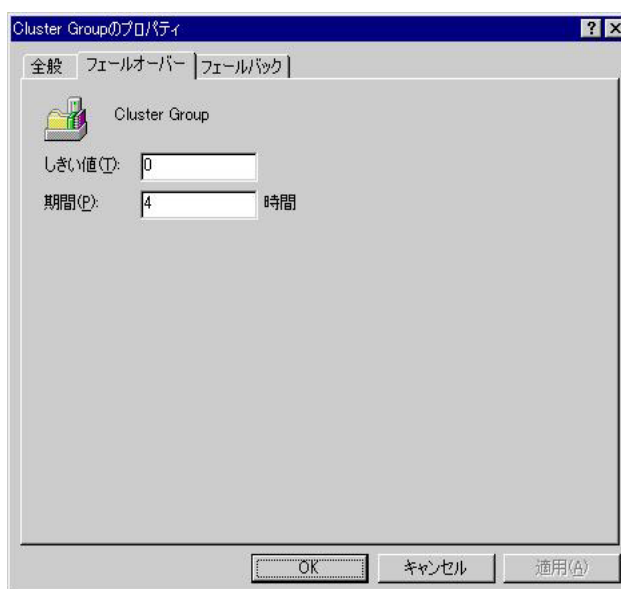 Cluster Groupのプロパティ
全般 フェールオーバー フェールバック
Cluster Group
しきい値(T): 0
期間(P): 4 時間
OK キャンセル 適用(A)